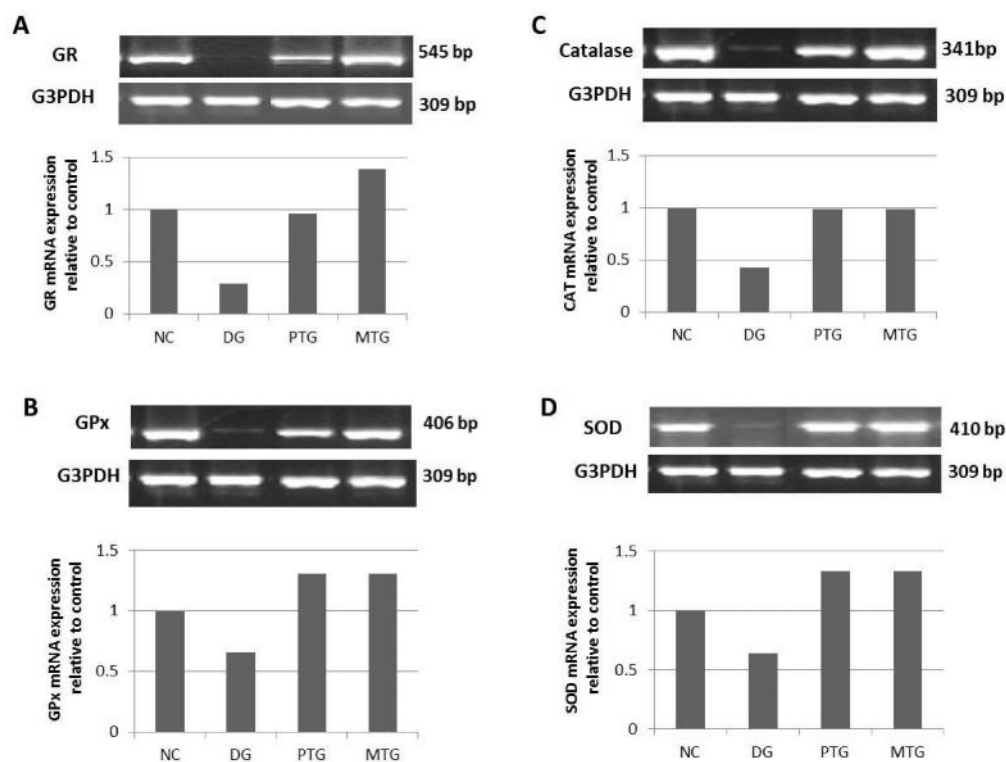 A
GR
545 bp
G3PDH
309 bp
GR mRNA expression
relative to control
1.5
1
0.5
0
NC DG PTG MTG
B
GPx
406 bp
G3PDH
309 bp
GPx mRNA expression
relative to control
1.5
1
0.5
0
NC DG PTG MTG
C
Catalase
341bp
G3PDH
309 bp
CAT mRNA expression
relative to control
1.5
1
0.5
0
NC DG PTG MTG
D
SOD
410 bp
G3PDH
309 bp
SOD mRNA expression
relative to control
1.5
1
0.5
0
NC DG PTG MTG